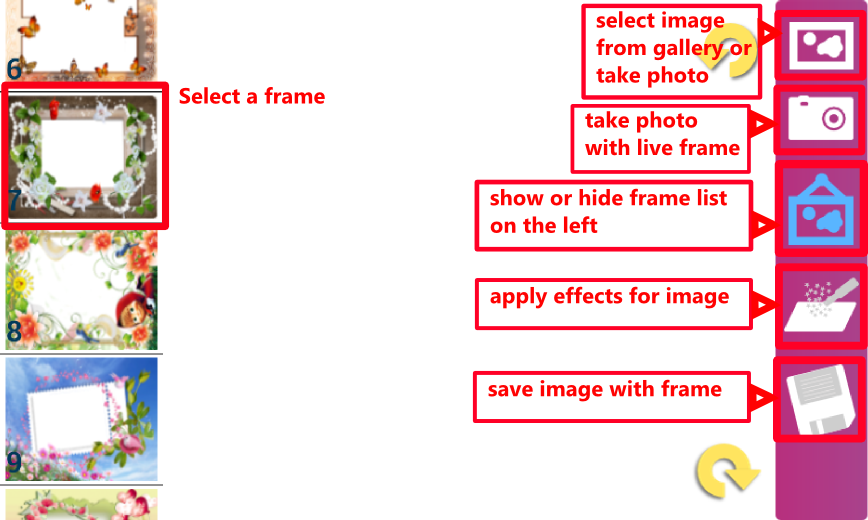 6
Select a frame
7
8
9
select image
from gallery or
take photo
take photo
with live frame
show or hide frame list
on the left
apply effects for image
save image with frame